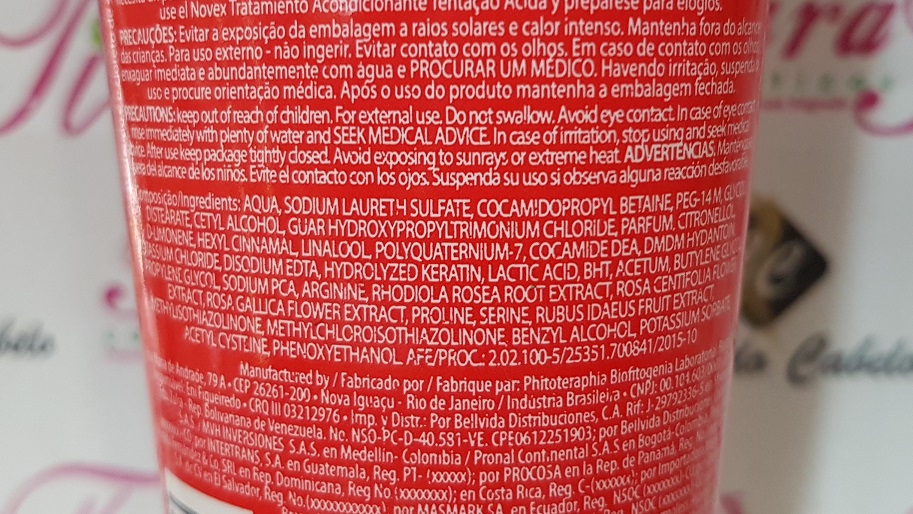 use el Novex Tratamiento Acondicionante Tentação Ácida y prepárese para elogios.
PRECAUÇÕES: Evitar a exposição da embalagem a raios solares e calor intenso. Mantenha fora do alcance
das crianças. Para uso externo - não ingerir. Evitar contato com os olhos. Em caso de contato com os olhos,
enxaguar imediata e abundantemente com água e PROCURAR UM MÉDICO. Havendo irritação, suspenda
uso e procure orientação médica. Após o uso do produto mantenha a embalagem fechada.
PRECAUTIONS: keep out of reach of children. For external use. Do not swallow. Avoid eye contact. In case of eye contact
rinse immediately with plenty of water and SEEK MEDICAL ADVICE. In case of irritation, stop using and seek medical
advice. After use keep package tightly closed. Avoid exposing to sunrays or extreme heat. ADVERTENCIAS.
del alcance de los niños. Evite el contacto con los ojos. Suspenda su uso si observa alguna reacción desfavorable
Composição/Ingredients: AQUA, SODIUM LAURETH SULFATE, COCAMIDOPROPYL BETAINE, PEG-14 M, GLYCOL
DISTEARATE, CETYL ALCOHOL, GUAR HYDROXYPROPYLTRIMONIUM CHLORIDE, PARFUM, CITRONELLOL,
D-LIMONENE, HEXYL CINNAMAL, LINALOOL, POLYQUATERNIUM-7, COCAMIDE DEA, DMDM HYDANTOIN,
CHLORIDE, DISODIUM EDTA, HYDROLYZED KERATIN, LACTIC ACID, BHT, ACETUM, BUTYLENE
PROPYLENE GLYCOL, SODIUM PCA, ARGININE, RHODIOLA ROSEA ROOT EXTRACT, ROSA CENTIFOLIA FLOWER
EXTRACT, ROSA GALLICA FLOWER EXTRACT, PROLINE, SERINE, RUBUS IDAEUS FRUIT EXTRACT,
METHYLISOTHIAZOLINONE, METHYLCHLOROISOTHIAZOLINONE, BENZYL ALCOHOL, POTASSIUM SORBATE,
ACETYL CYSTEINE, PHENOXYETHANOL. AFE/PROC.: 2.02.100-5/25351.700841/2015-10
Manufactured by / Fabricado por / Fabrique par: Phitoteraphia Biofitogenia Laboratorial
de Andrade, 79 A • CEP 26261-200 • Nova Iguaçu - Rio de Janeiro / Indústria Brasileira • CNPJ:
En Figueiredo • CRQ III 03212976 • Imp. y Distr.: Por Bellvida Distribuciones, C.A. Rif: J-29792336-5
Rep. Bolivariana de Venezuela. No. NSO-PC-D-40.581-VE. CPE0612251903; por Bellvida Distribuciones
S.A.S / MVH INVERSIONES S.A.S. en Medellín- Colombia / Pronal Continental S.A.S en Bogotá-Colombia
por INTERTRANS, S.A. en Guatemala, Reg. PT- (xxxxx); por PROCOSA en la Rep. de Panamá, Reg.
& Co, SRL en Rep. Dominicana, Reg No (xxxxxxx); en Costa Rica, Reg. C-(xxxxx); por
El Salvador, Reg. No.(xxxxxxxxxxx) por MASMARK SA. en Ecuador, Reg. NSOC
Reg. NSOC
Cabelo